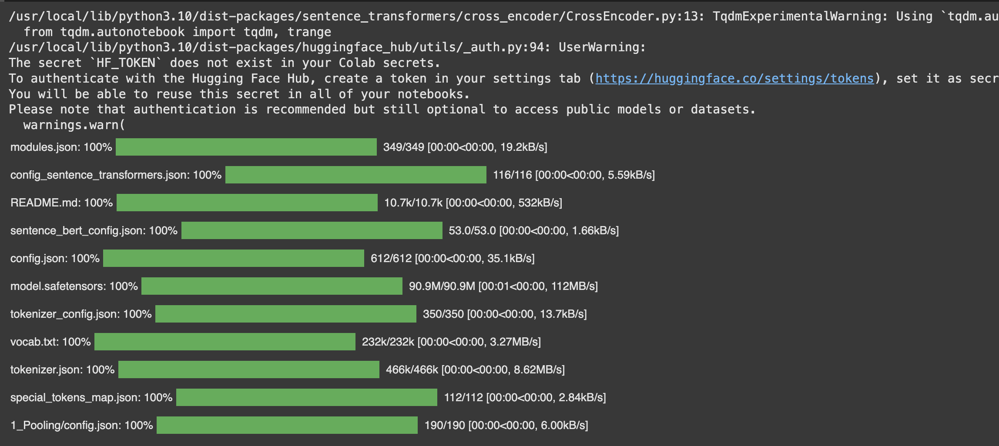 /usr/local/lib/python3.10/dist-packages/sentence_transformers/cross_encoder/CrossEncoder.py:13: TqdmExperimentalWarning: Using `tqdm.au
  from tqdm.autonotebook import tqdm, trange
/usr/local/lib/python3.10/dist-packages/huggingface_hub/utils/_auth.py:94: UserWarning:
The secret `HF_TOKEN` does not exist in your Colab secrets.
To authenticate with the Hugging Face Hub, create a token in your settings tab (https://huggingface.co/settings/tokens), set it as secr
You will be able to reuse this secret in all of your notebooks.
Please note that authentication is recommended but still optional to access public models or datasets.
  warnings.warn(
modules.json: 100% 349/349 [00:00<00:00, 19.2kB/s]
config_sentence_transformers.json: 100% 116/116 [00:00<00:00, 5.59kB/s]
README.md: 100% 10.7k/10.7k [00:00<00:00, 532kB/s]
sentence_bert_config.json: 100% 53.0/53.0 [00:00<00:00, 1.66kB/s]
config.json: 100% 612/612 [00:00<00:00, 35.1kB/s]
model.safetensors: 100% 90.9M/90.9M [00:01<00:00, 112MB/s]
tokenizer_config.json: 100% 350/350 [00:00<00:00, 13.7kB/s]
vocab.txt: 100% 232k/232k [00:00<00:00, 3.27MB/s]
tokenizer.json: 100% 466k/466k [00:00<00:00, 8.62MB/s]
special_tokens_map.json: 100% 112/112 [00:00<00:00, 2.84kB/s]
1_Pooling/config.json: 100% 190/190 [00:00<00:00, 6.00kB/s]